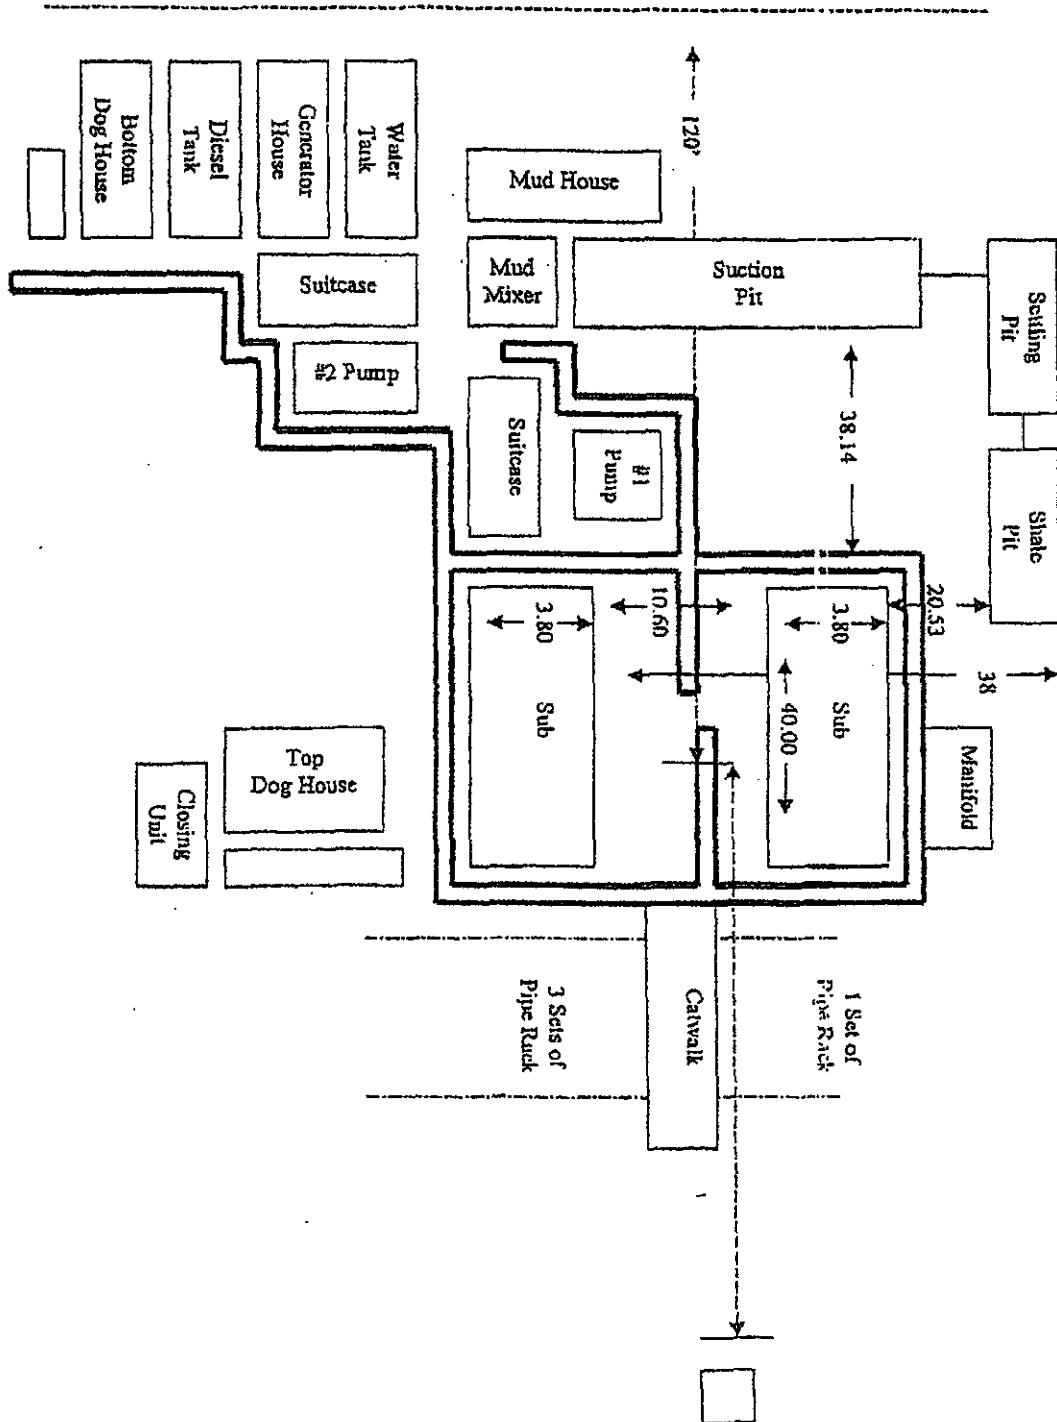 120'
Water
Tank
Generator
House
Diesel
Tank
Bottom
Dog House
Mud House
Suitcase
Mud
Mixer
Suction
Pit
Settling
Pit
#2 Pump
Suitcase
#1
Pump
38.14
Shale
Pit
20.53
10.60
3.80
3.80
38
Sub
Sub
40.00
Manifold
Top
Dog House
Closing
Unit
Catwalk
3 Sets of
Pipe Rack
1 Set of
Pipe Rack